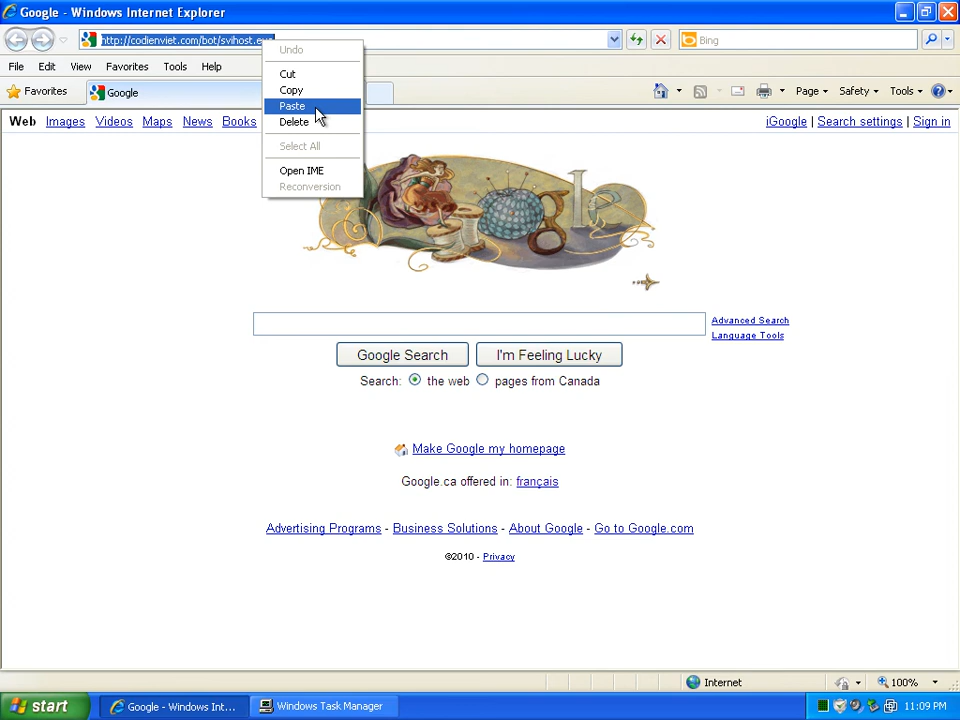 Google - Windows Internet Explorer
http://codienviet.com/bot/svihost.exe
Bing
File Edit View Favorites Tools Help
Favorites
Google
Page
Safety
Tools
Undo
Cut
Copy
Paste
Delete
Select All
Open IME
Reconversion
Web Images Videos Maps News Books
iGoogle | Search settings | Sign in
Advanced Search
Language Tools
Google Search
I'm Feeling Lucky
Search: the web pages from Canada
Make Google my homepage
Google.ca offered in: français
Advertising Programs - Business Solutions - About Google - Go to Google.com
©2010 - Privacy
Internet
100%
start
Google - Windows Int...
Windows Task Manager
11:09 PM